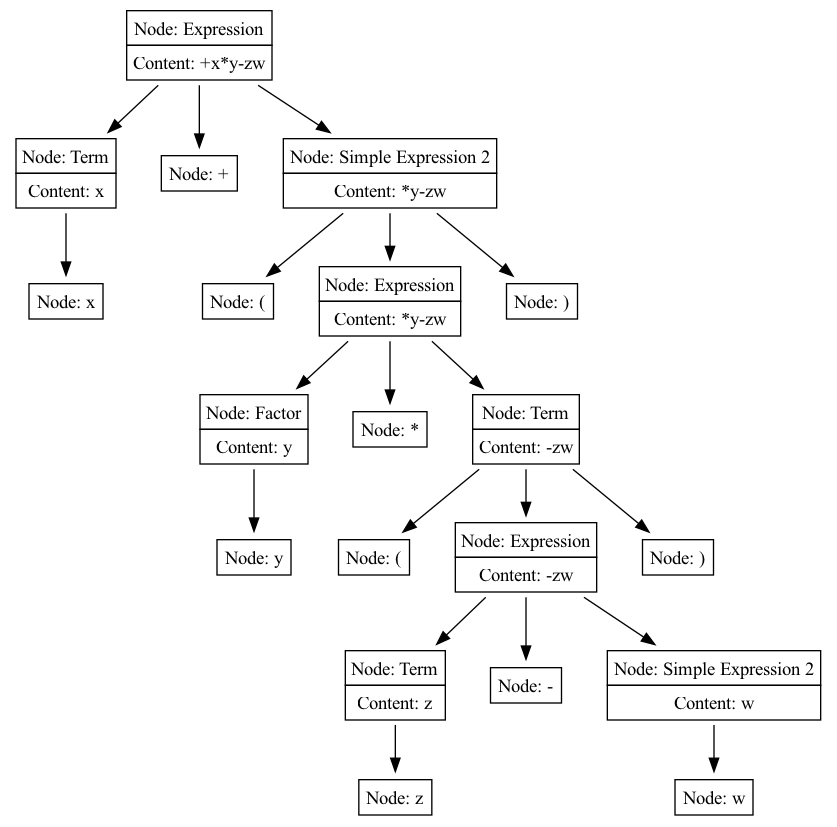 Node: Expression
Content: +x*y-zw
Node: Term
Content: x
Node: +
Node: Simple Expression 2
Content: *y-zw
Node: x
Node: (
Node: Expression
Content: *y-zw
Node: )
Node: Factor
Content: y
Node: *
Node: Term
Content: -zw
Node: y
Node: (
Node: Expression
Content: -zw
Node: )
Node: Term
Content: z
Node: -
Node: Simple Expression 2
Content: w
Node: z
Node: w